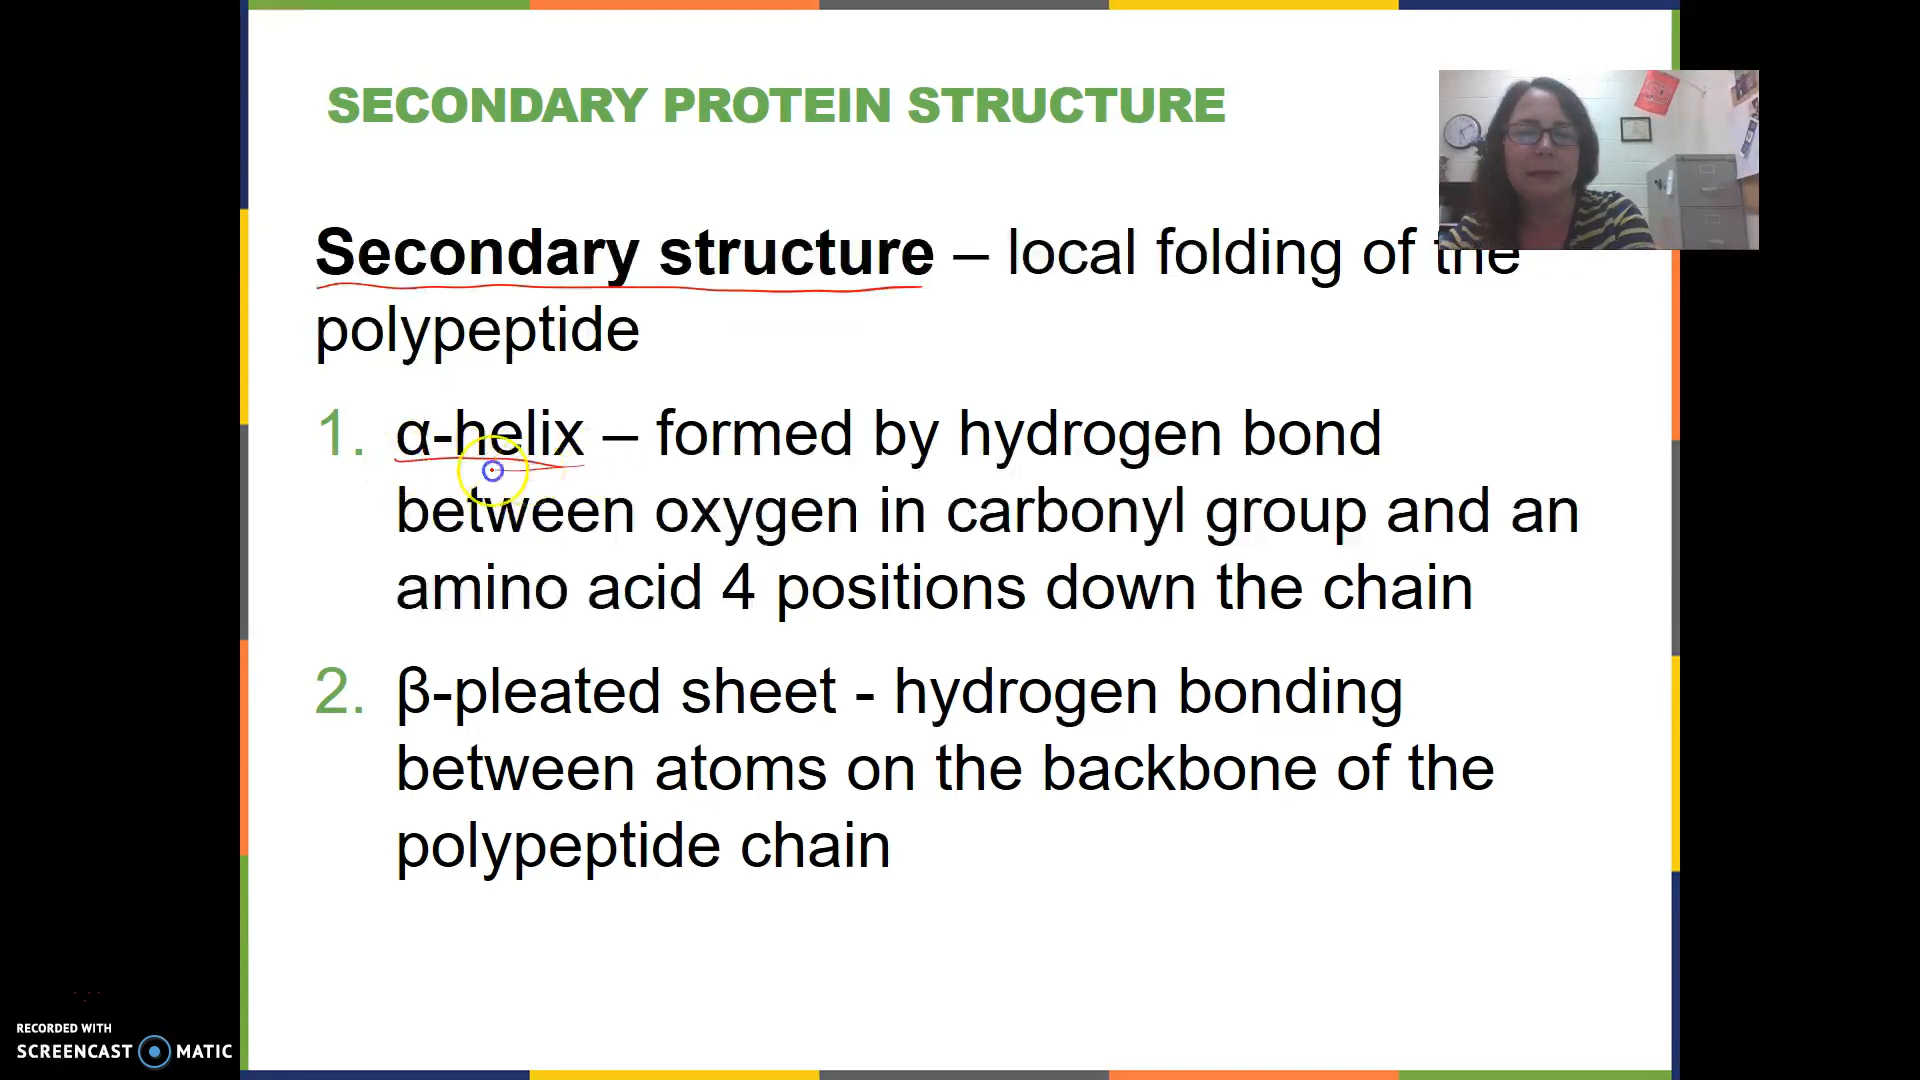 SECONDARY PROTEIN STRUCTURE
Secondary structure – local folding of the
polypeptide
1. α-helix – formed by hydrogen bond
between oxygen in carbonyl group and an
amino acid 4 positions down the chain
2. β-pleated sheet - hydrogen bonding
between atoms on the backbone of the
polypeptide chain
RECORDED WITH
SCREENCAST MATIC